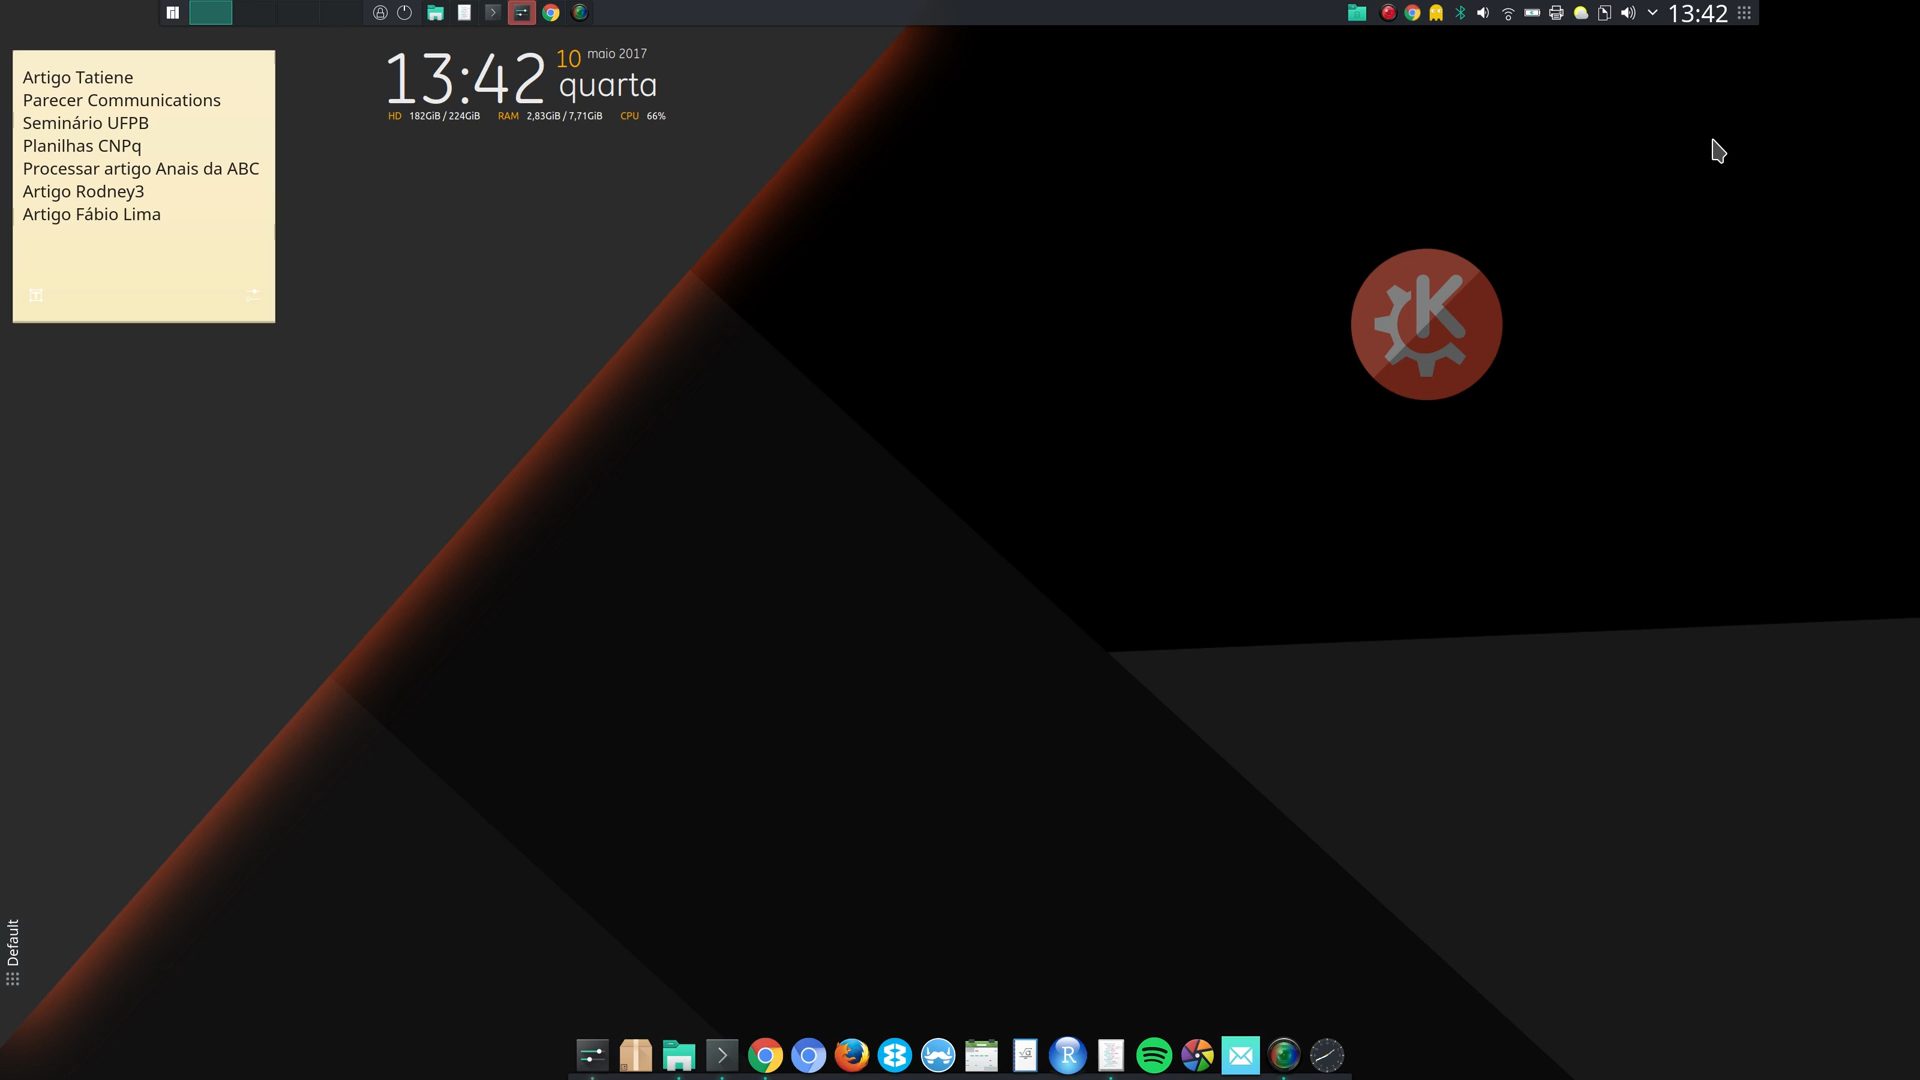 13:42
Artigo Tatiene
Parecer Communications
Seminário UFPB
Planilhas CNPq
Processar artigo Anais da ABC
Artigo Rodney3
Artigo Fábio Lima
13:42
10 maio 2017
quarta
HD 182GiB / 224GiB RAM 2,83GiB / 7,71GiB CPU 66%
K
Default
R